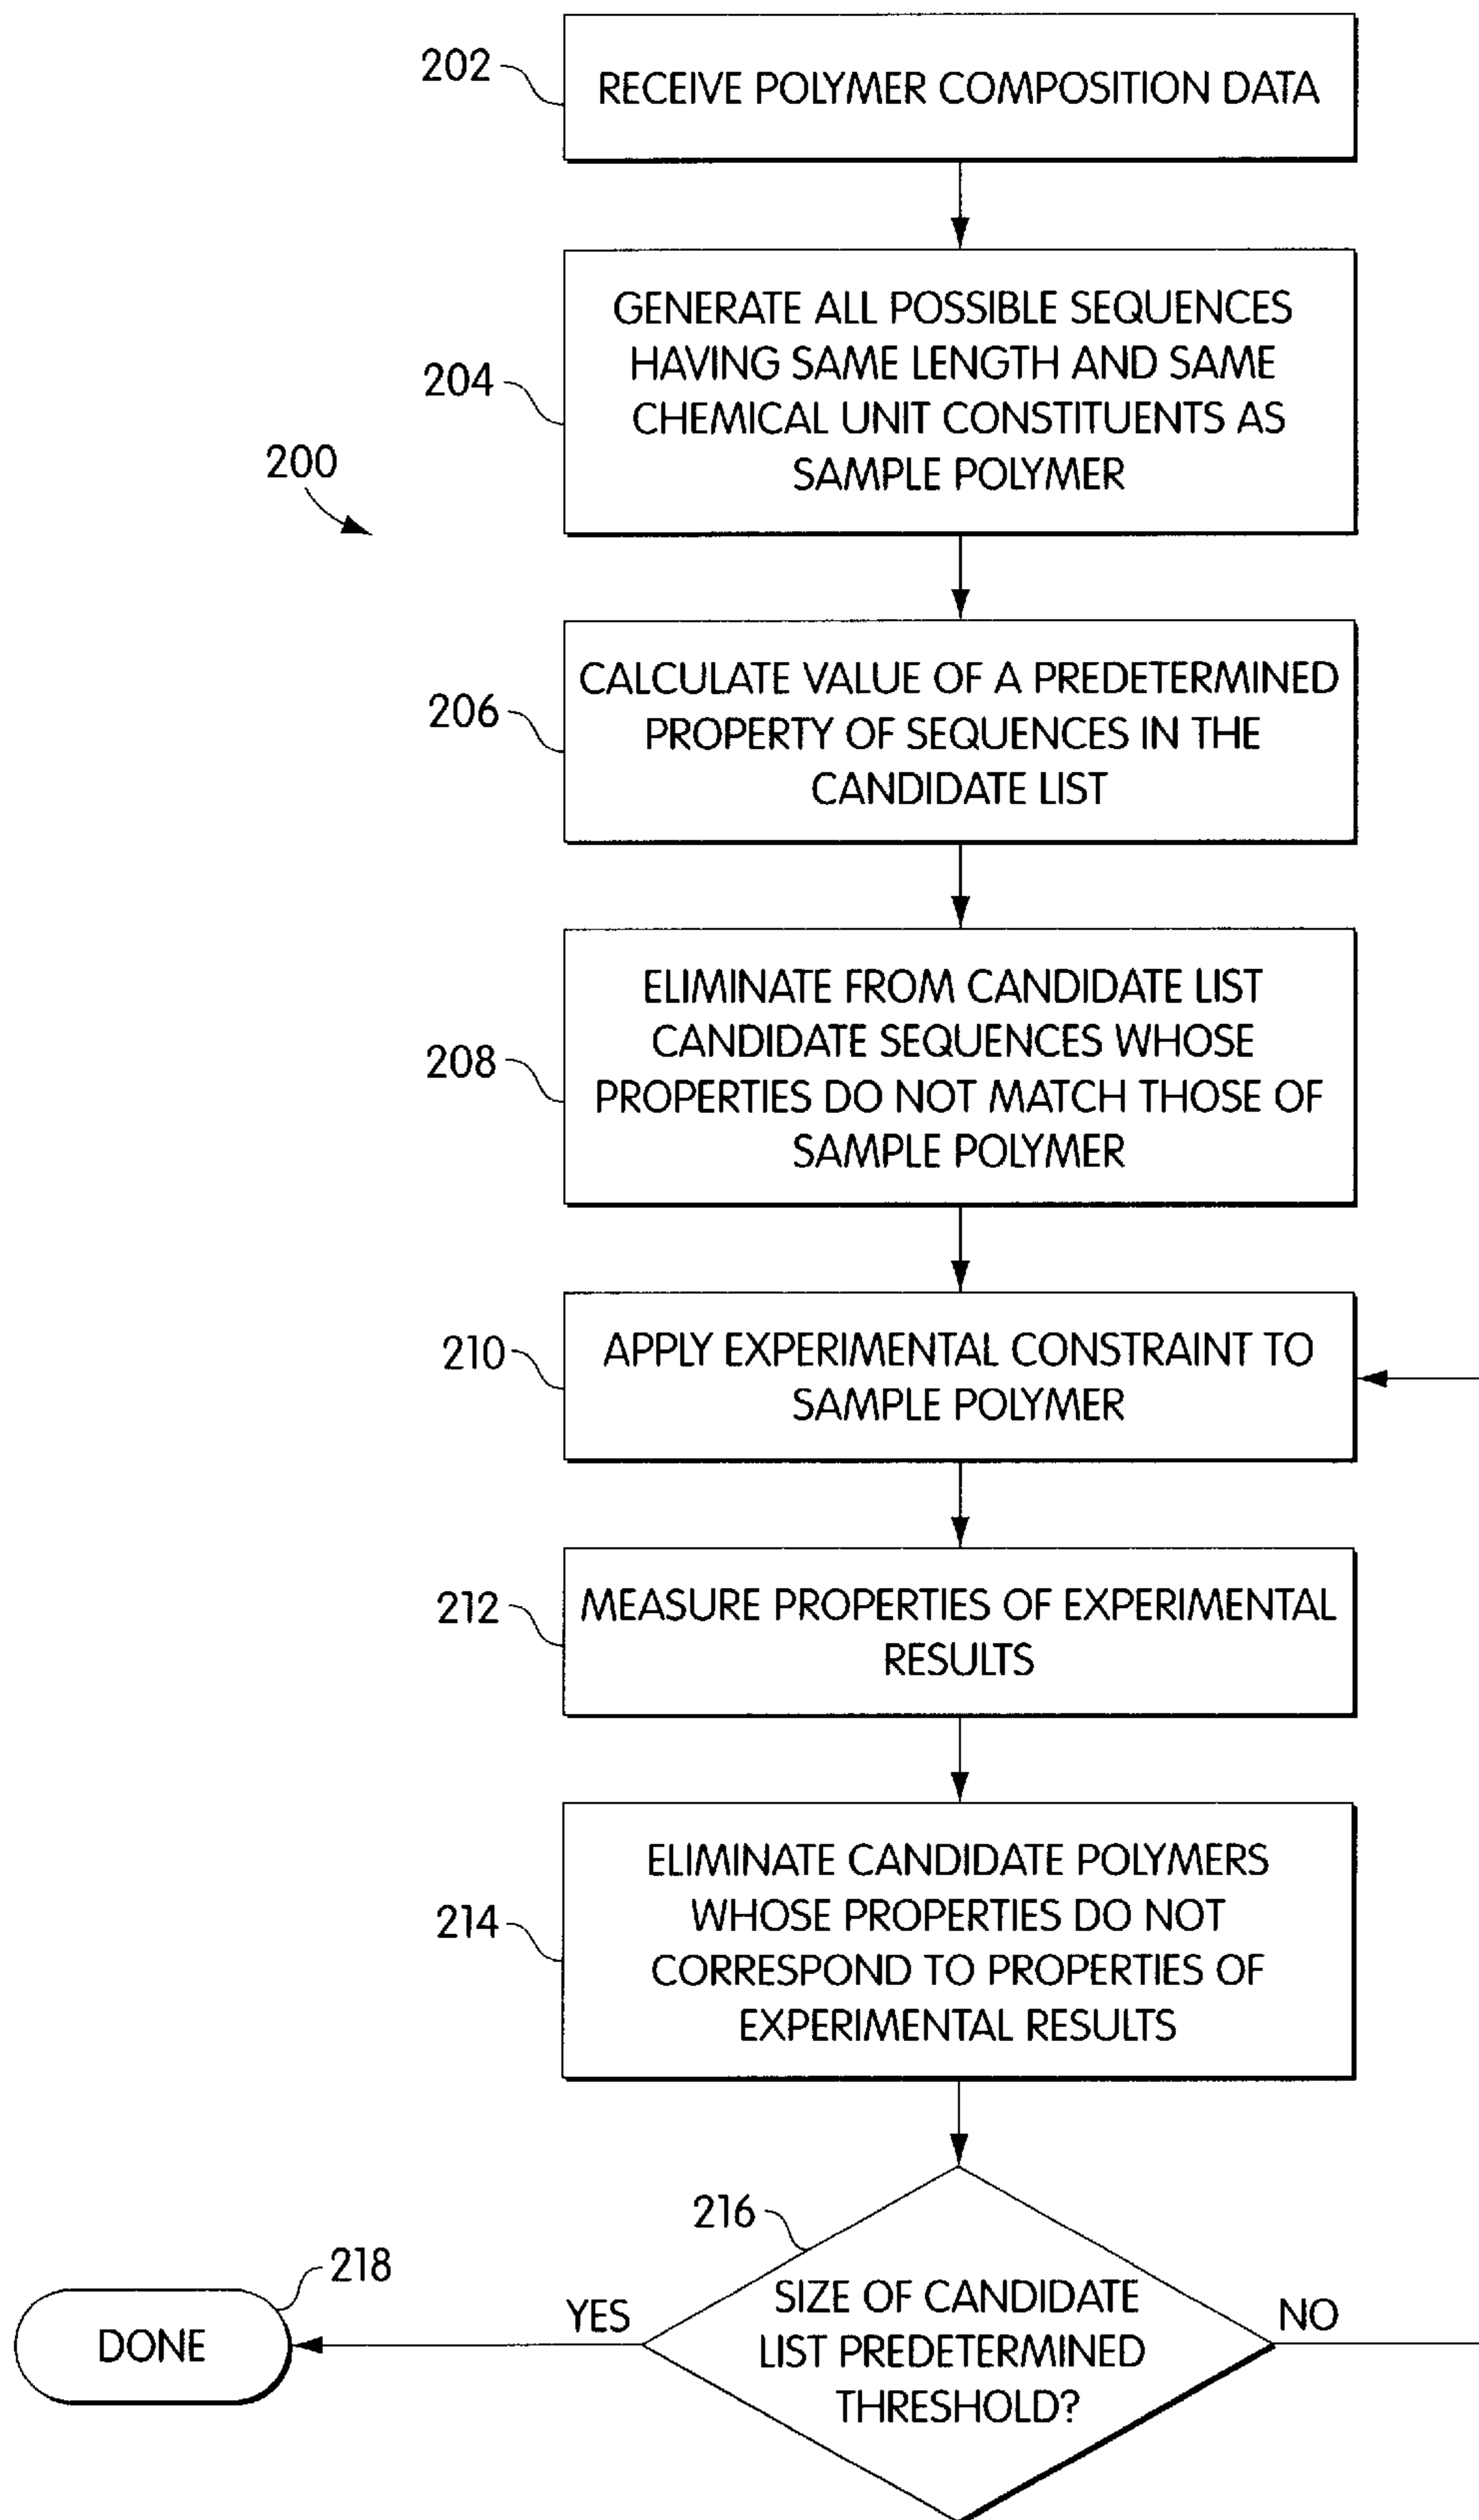 202
RECEIVE POLYMER COMPOSITION DATA
204
GENERATE ALL POSSIBLE SEQUENCES
HAVING SAME LENGTH AND SAME
CHEMICAL UNIT CONSTITUENTS AS
SAMPLE POLYMER
200
206
CALCULATE VALUE OF A PREDETERMINED
PROPERTY OF SEQUENCES IN THE
CANDIDATE LIST
208
ELIMINATE FROM CANDIDATE LIST
CANDIDATE SEQUENCES WHOSE
PROPERTIES DO NOT MATCH THOSE OF
SAMPLE POLYMER
210
APPLY EXPERIMENTAL CONSTRAINT TO
SAMPLE POLYMER
212
MEASURE PROPERTIES OF EXPERIMENTAL
RESULTS
214
ELIMINATE CANDIDATE POLYMERS
WHOSE PROPERTIES DO NOT
CORRESPOND TO PROPERTIES OF
EXPERIMENTAL RESULTS
216
SIZE OF CANDIDATE
LIST PREDETERMINED
THRESHOLD?
YES
NO
218
DONE